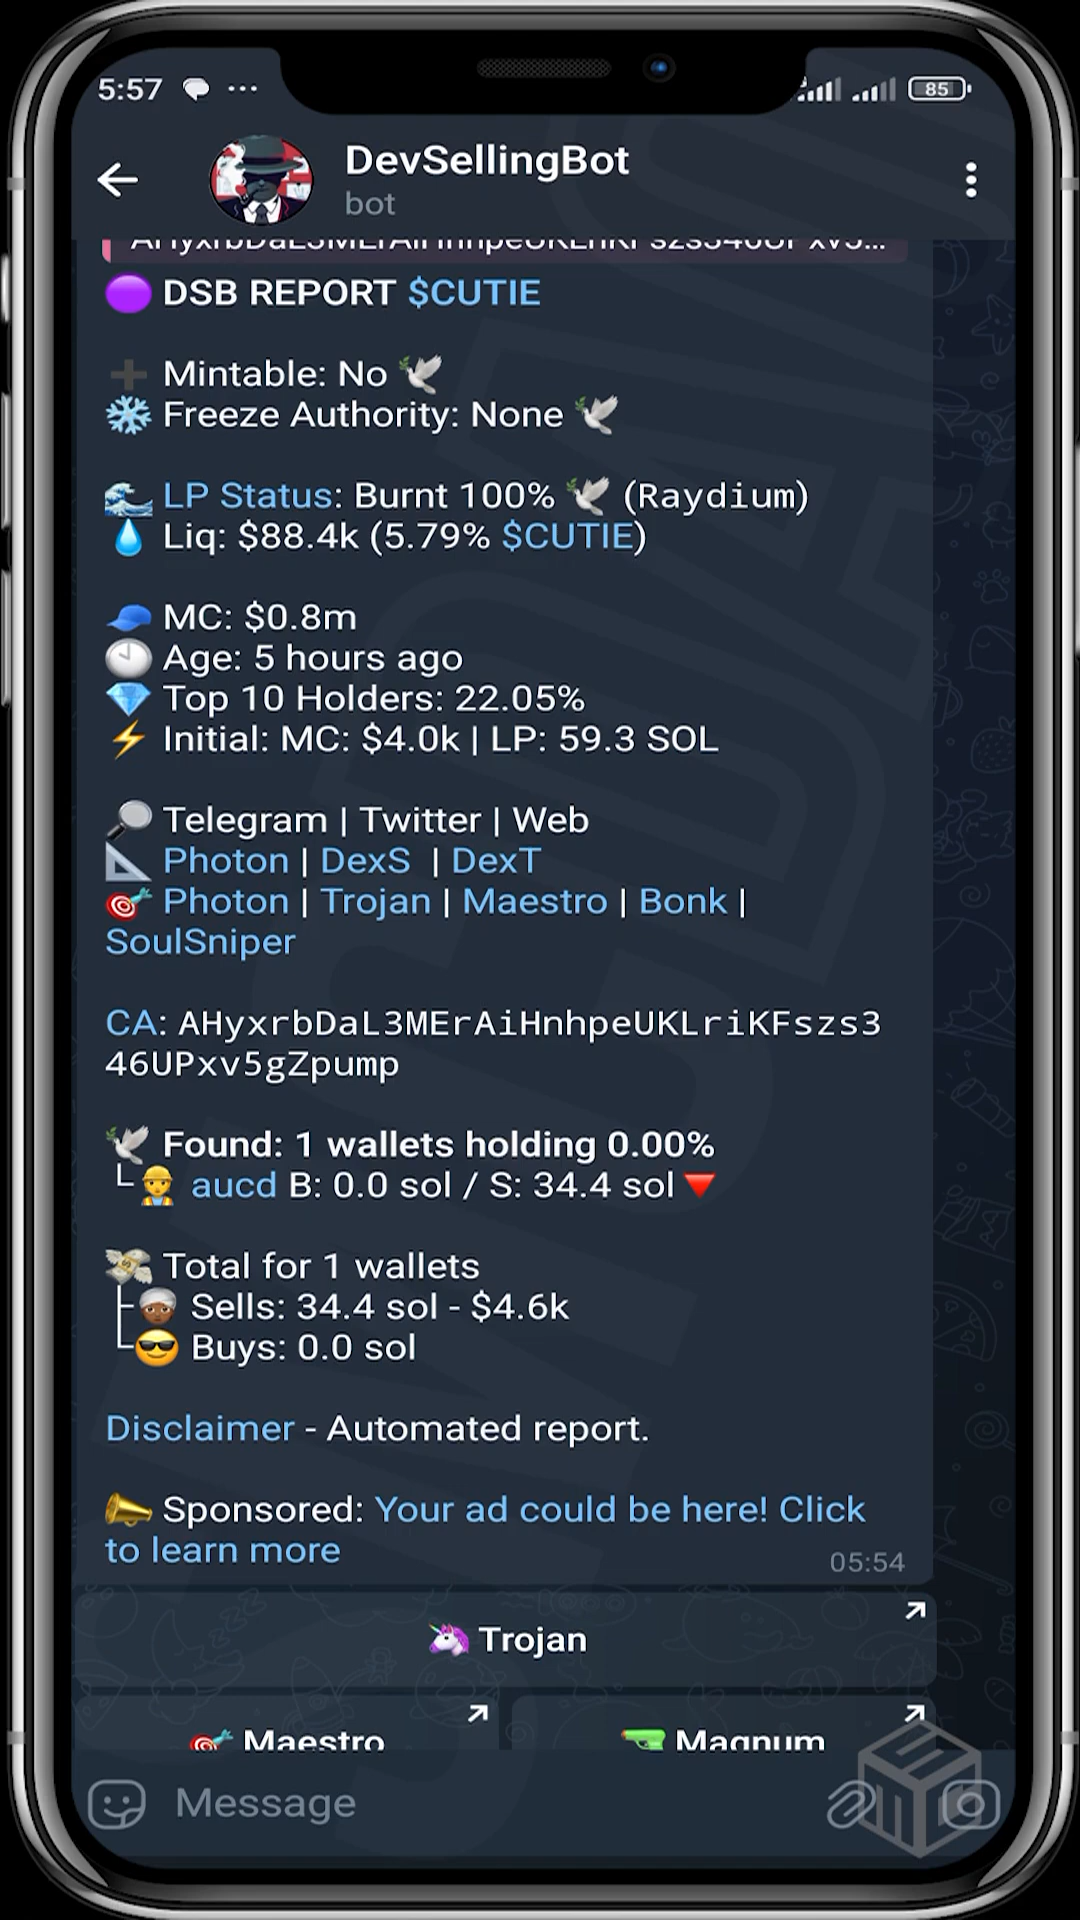 5:57
85
DevSellingBot
bot
DSB REPORT $CUTIE
Mintable: No
Freeze Authority: None
LP Status: Burnt 100% (Raydium)
Liq: $88.4k (5.79% $CUTIE)
MC: $0.8m
Age: 5 hours ago
Top 10 Holders: 22.05%
Initial: MC: $4.0k | LP: 59.3 SOL
Telegram | Twitter | Web
Photon | DexS | DexT
Photon | Trojan | Maestro | Bonk |
SoulSniper
CA: AHyxrbDaL3MErAiHnhpeUKLriKFszs3
46UPxv5gZpump
Found: 1 wallets holding 0.00%
aucd B: 0.0 sol / S: 34.4 sol
Total for 1 wallets
Sells: 34.4 sol - $4.6k
Buys: 0.0 sol
Disclaimer - Automated report.
Sponsored: Your ad could be here! Click
to learn more
05:54
Trojan
Maestro
Magnum
Message